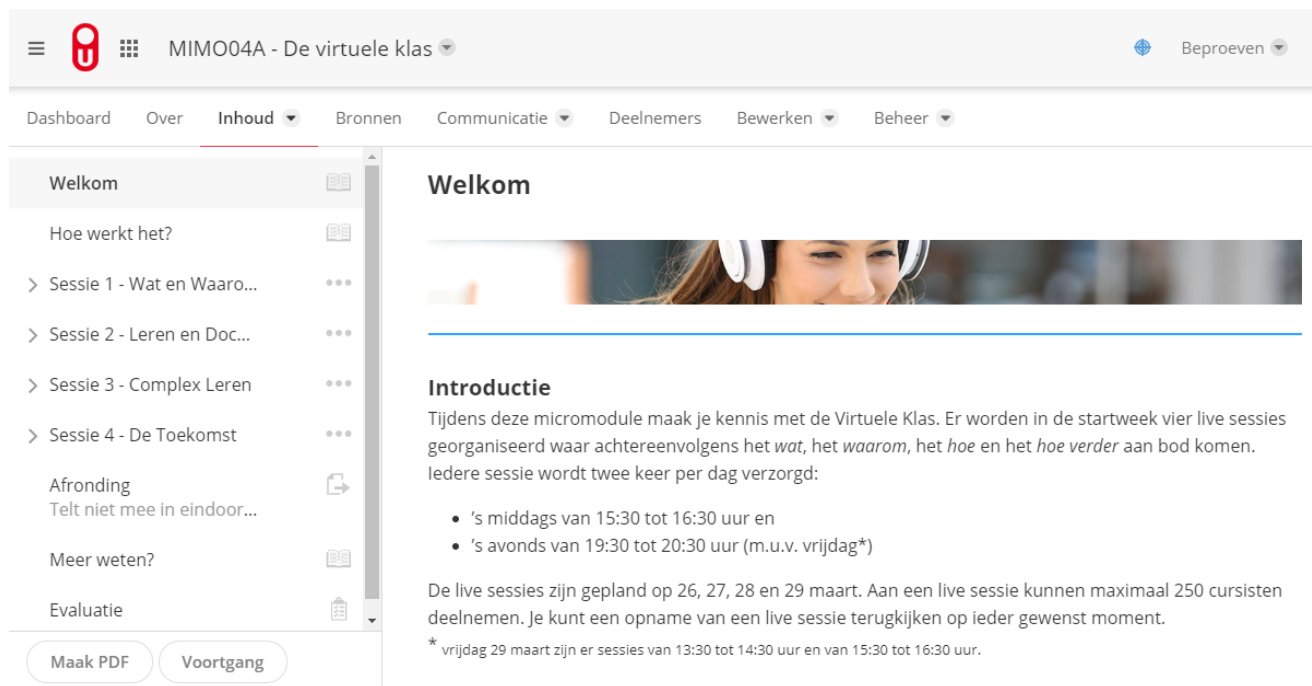 MIMO04A - De virtuele klas
Beproeven
Dashboard Over Inhoud Bronnen Communicatie Deelnemers Bewerken Beheer
Welkom
Hoe werkt het?
Sessie 1 - Wat en Waaro...
Sessie 2 - Leren en Doc...
Sessie 3 - Complex Leren
Sessie 4 - De Toekomst
Afronding
Telt niet mee in eindoor...
Meer weten?
Evaluatie
Maak PDF Voortgang
Welkom
Introductie
Tijdens deze micromodule maak je kennis met de Virtuele Klas. Er worden in de startweek vier live sessies
georganiseerd waar achtereenvolgens het wat, het waarom, het hoe en het hoe verder aan bod komen.
Iedere sessie wordt twee keer per dag verzorgd:
• 's middags van 15:30 tot 16:30 uur en
• 's avonds van 19:30 tot 20:30 uur (m.u.v. vrijdag*)
De live sessies zijn gepland op 26, 27, 28 en 29 maart. Aan een live sessie kunnen maximaal 250 cursisten
deelnemen. Je kunt een opname van een live sessie terugkijken op ieder gewenst moment.
* vrijdag 29 maart zijn er sessies van 13:30 tot 14:30 uur en van 15:30 tot 16:30 uur.